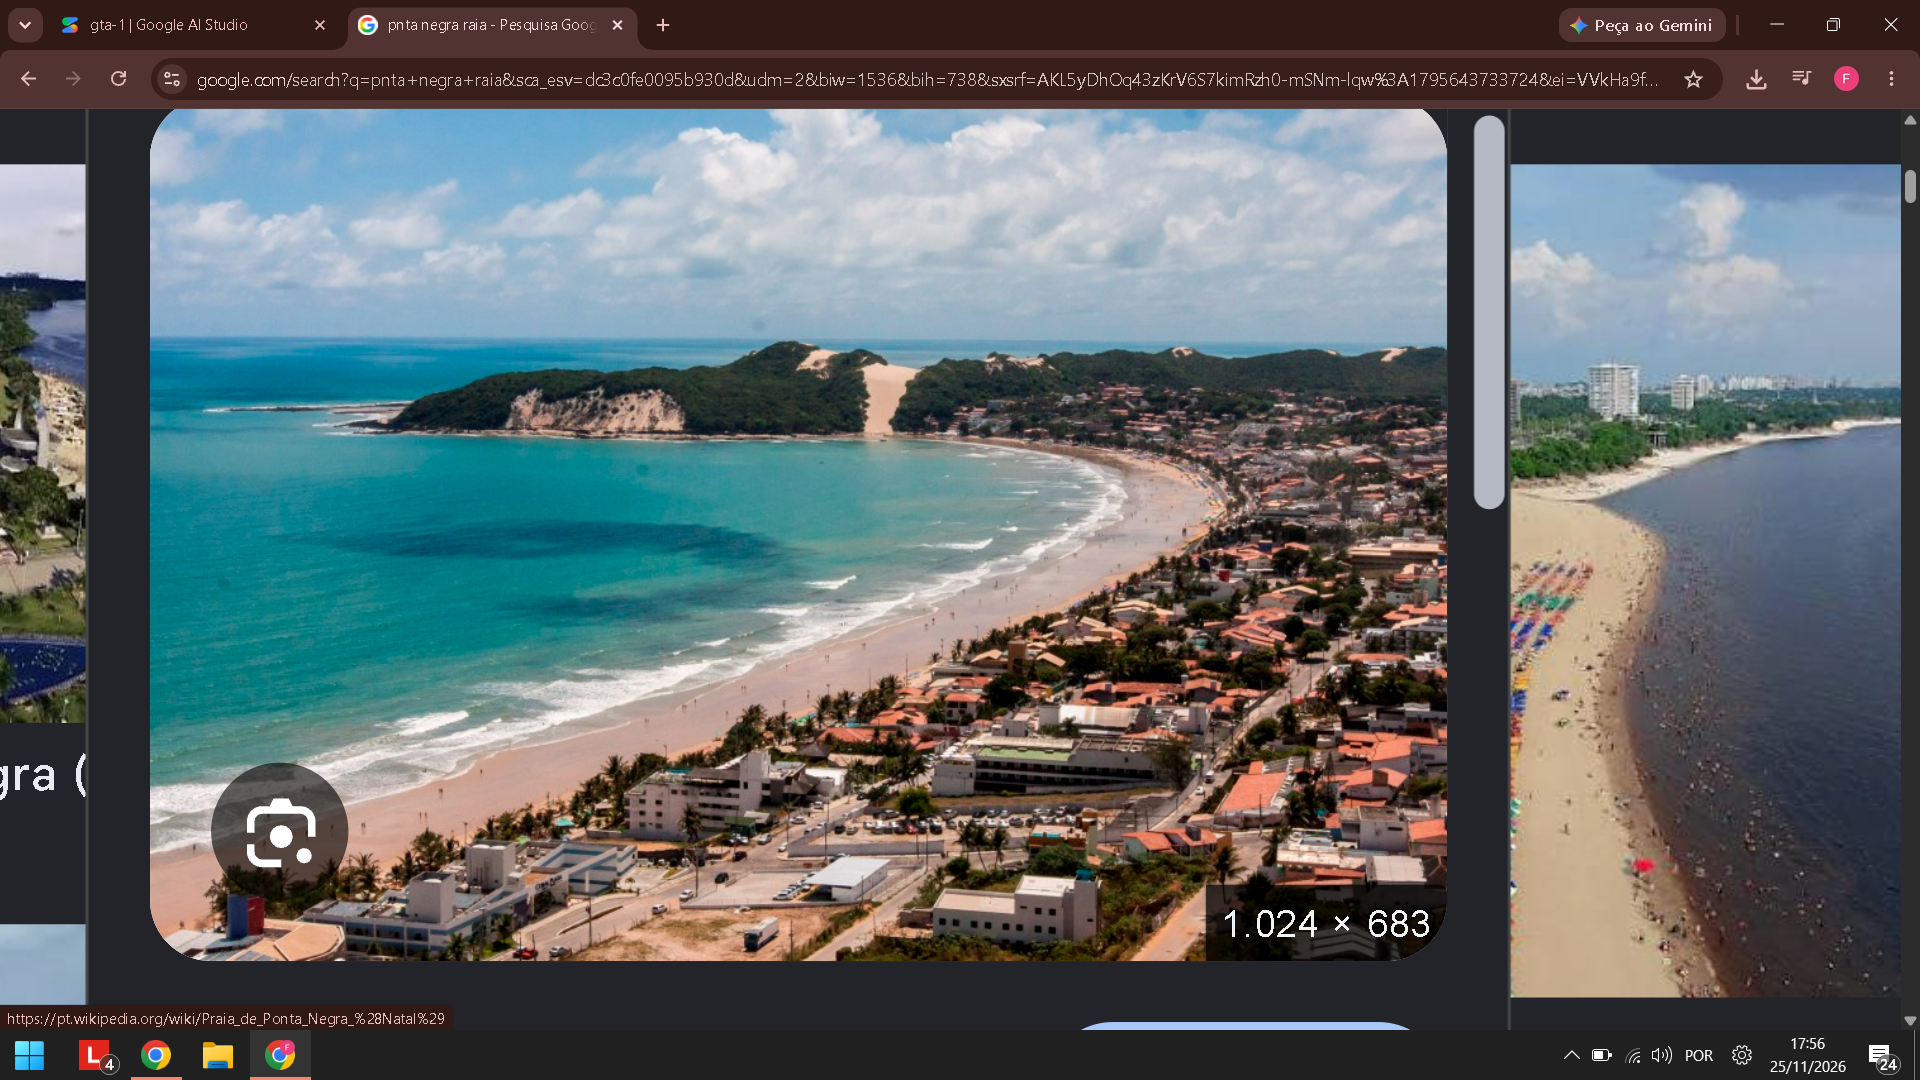 gta-1 | Google AI Studio
pnta negra raia - Pesquisa Goog
Peça ao Gemini
google.com/search?q=pnta+negra+raia&sca_esv=dc3c0fe0095b930d&udm=2&biw=1536&bih=738&sxsrf=AKL5yDhOq43zKrV6S7kimRzh0-mSNm-lqw%3A1795643733724&ei=VVkHa9f...
F
gra (
1.024 × 683
https://pt.wikipedia.org/wiki/Praia_de_Ponta_Negra_%28Natal%29
L
4
F
POR
17:56
25/11/2026
24